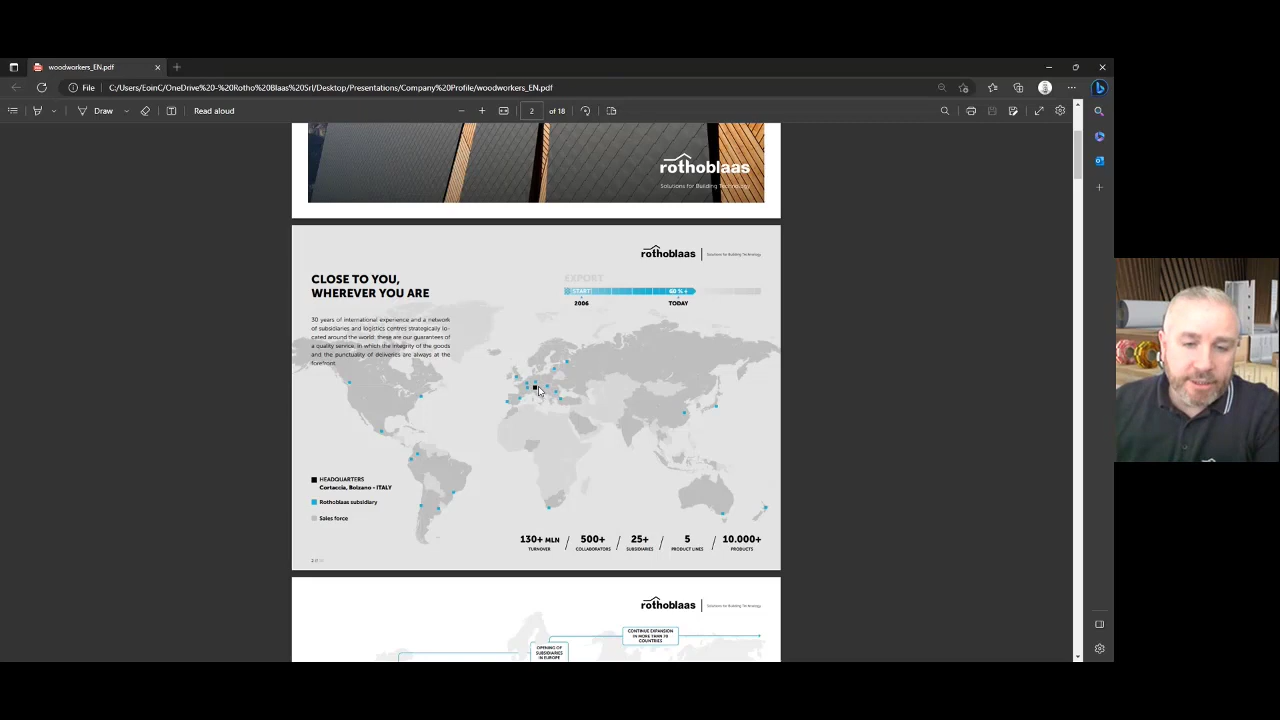 woodworkers_EN.pdf
File
C:/Users/EoinC/OneDrive%20-%20Rotho%20Blaas%20Srl/Desktop/Presentations/Company%20Profile/woodworkers_EN.pdf
Draw
Read aloud
2
of 18
rothoblaas
Solutions for Building Technology
rothoblaas
Solutions for Building Technology
CLOSE TO YOU,
WHEREVER YOU ARE
EXPORT
START
60 % +
2006
TODAY
30 years of international experience and a network
of subsidiaries and logistics centres strategically lo-
cated around the world: these are our guarantees of
a quality service. In which the integrity of the goods
and the punctuality of deliveries are always at the
forefront.
HEADQUARTERS
Cortaccia, Bolzano - ITALY
Rothoblaas subsidiary
Sales force
130+ MLN
TURNOVER
500+
COLLABORATORS
25+
SUBSIDIARIES
5
PRODUCT LINES
10.000+
PRODUCTS
rothoblaas
Solutions for Building Technology
CONTINUE EXPANSION
IN MORE THAN 70
COUNTRIES
OPENING OF
SUBSIDIARIES
IN EUROPE